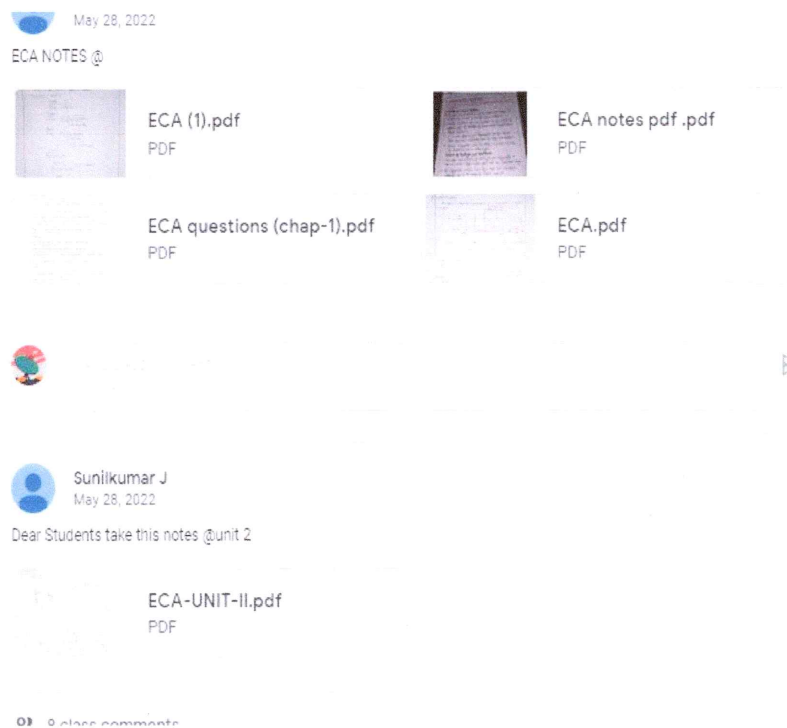 May 28, 2022
ECA NOTES @
ECA (1).pdf
PDF
ECA notes pdf .pdf
PDF
ECA questions (chap-1).pdf
PDF
ECA.pdf
PDF
Sunilkumar J
May 28, 2022
Dear Students take this notes @unit 2
ECA-UNIT-II.pdf
PDF
class comments